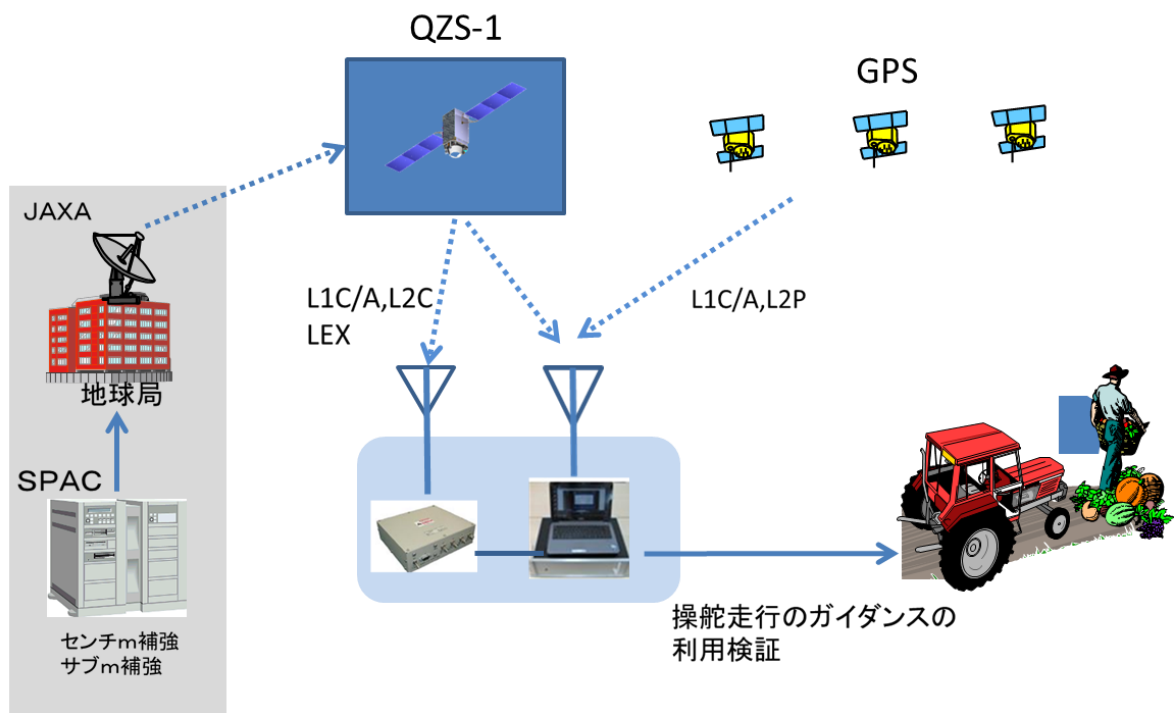 QZS-1
GPS
JAXA
L1C/A,L2C
LEX
L1C/A,L2P
地球局
SPAC
センチm補強
サブm補強
操舵走行のガイダンスの
利用検証